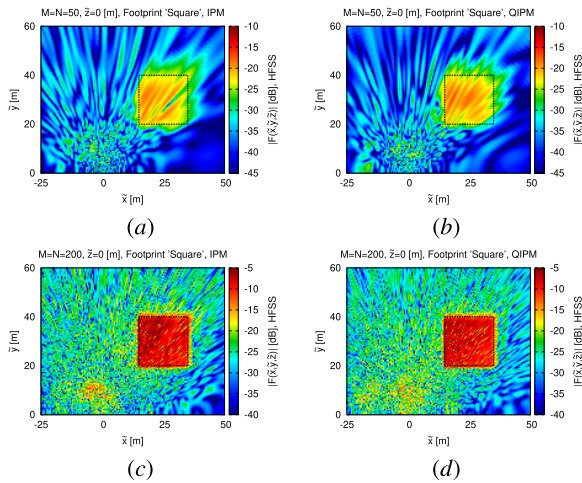 M=N=50, z̃=0 [m], Footprint 'Square', IPM
60
40
20
0
-25 0 25 50
ỹ [m]
x̃ [m]
-10
-15
-20
-25
-30
-35
-40
-45
|F(x̃,ỹ,z̃)| [dB], HFSS
(a)
M=N=50, z̃=0 [m], Footprint 'Square', QIPM
60
40
20
0
-25 0 25 50
ỹ [m]
x̃ [m]
-10
-15
-20
-25
-30
-35
-40
-45
|F(x̃,ỹ,z̃)| [dB], HFSS
(b)
M=N=200, z̃=0 [m], Footprint 'Square', IPM
60
40
20
0
-25 0 25 50
ỹ [m]
x̃ [m]
-5
-10
-15
-20
-25
-30
-35
-40
|F(x̃,ỹ,z̃)| [dB], HFSS
(c)
M=N=200, z̃=0 [m], Footprint 'Square', QIPM
60
40
20
0
-25 0 25 50
ỹ [m]
x̃ [m]
-5
-10
-15
-20
-25
-30
-35
-40
|F(x̃,ỹ,z̃)| [dB], HFSS
(d)